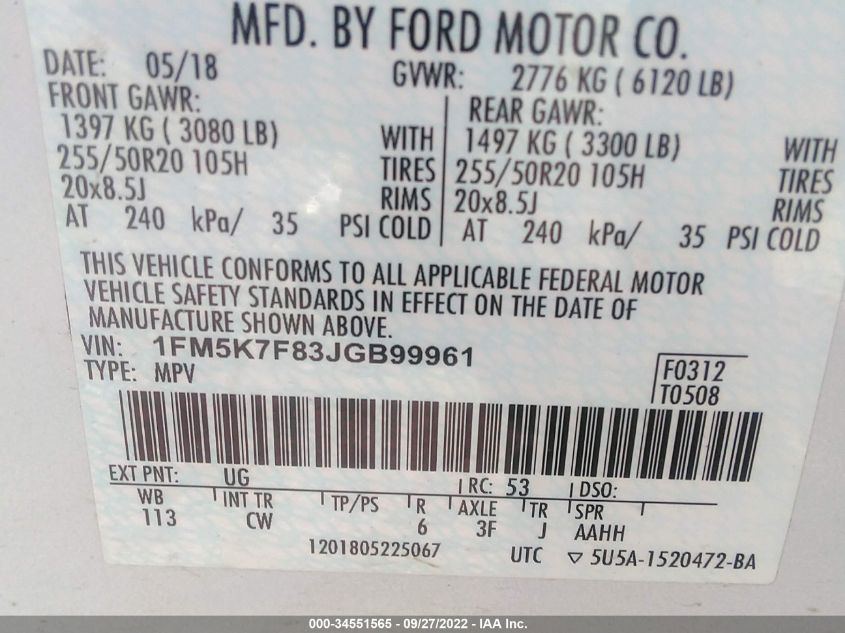 MFD. BY FORD MOTOR CO.
DATE: 05/18 GVWR: 2776 KG ( 6120 LB)
FRONT GAWR: REAR GAWR:
1397 KG ( 3080 LB) WITH 1497 KG ( 3300 LB) WITH
255/50R20 105H TIRES 255/50R20 105H TIRES
20x8.5J RIMS 20x8.5J RIMS
AT 240 kPa/ 35 PSI COLD AT 240 kPa/ 35 PSI COLD
THIS VEHICLE CONFORMS TO ALL APPLICABLE FEDERAL MOTOR
VEHICLE SAFETY STANDARDS IN EFFECT ON THE DATE OF
MANUFACTURE SHOWN ABOVE.
VIN: 1FM5K7F83JGB99961
TYPE: MPV
F0312
T0508
EXT PNT: UG RC: 53 DSO:
WB INT TR TP/PS R AXLE TR SPR
113 CW 6 3F J AAHH
1201805225067 UTC ▽ 5U5A-1520472-BA
000-34551565 - 09/27/2022 - IAA Inc.